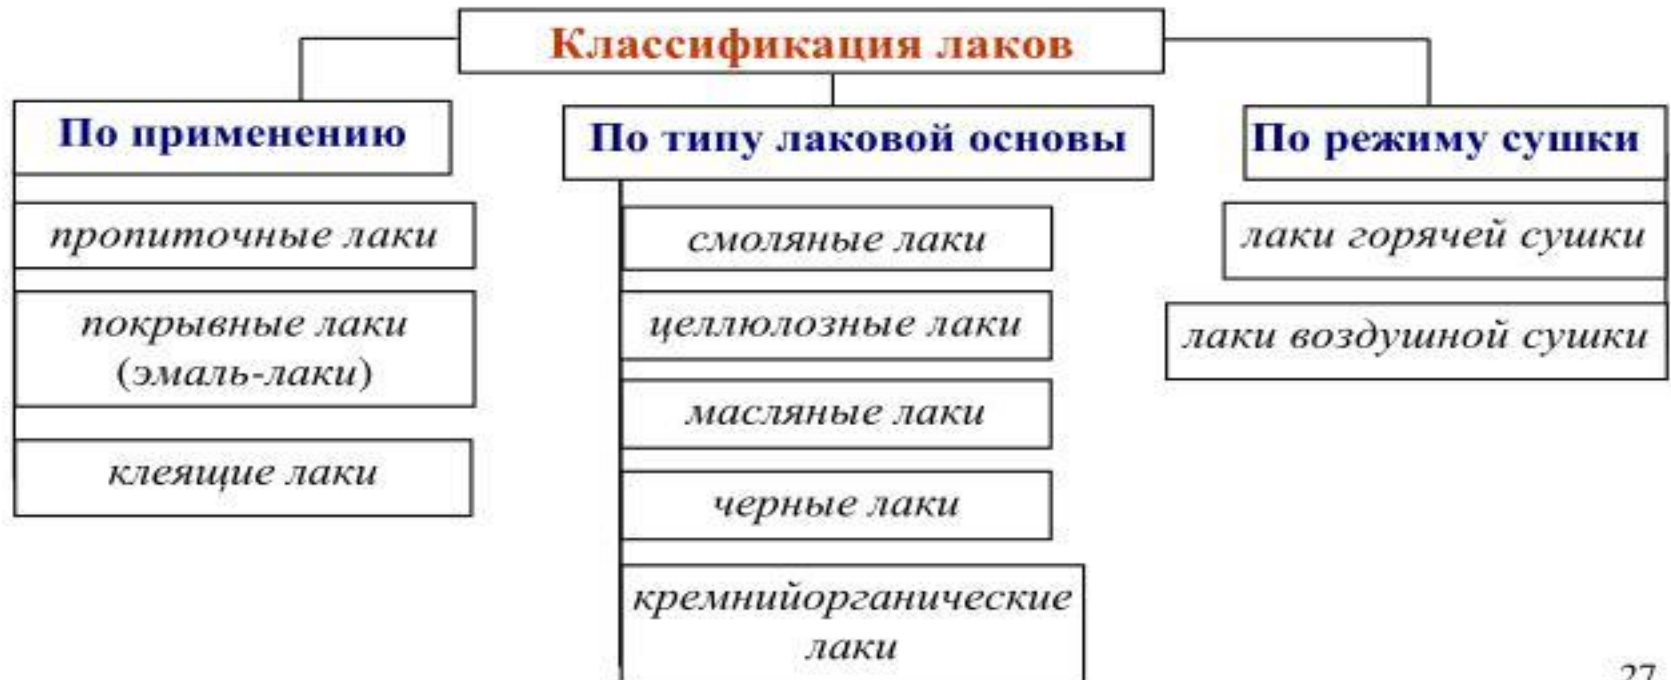 Классификация лаков
По применению
пропиточные лаки
покрывные лаки
(эмаль-лаки)
клеящие лаки
По типу лаковой основы
смоляные лаки
целлюлозные лаки
масляные лаки
черные лаки
кремнийорганические
лаки
По режиму сушки
лаки горячей сушки
лаки воздушной сушки
27